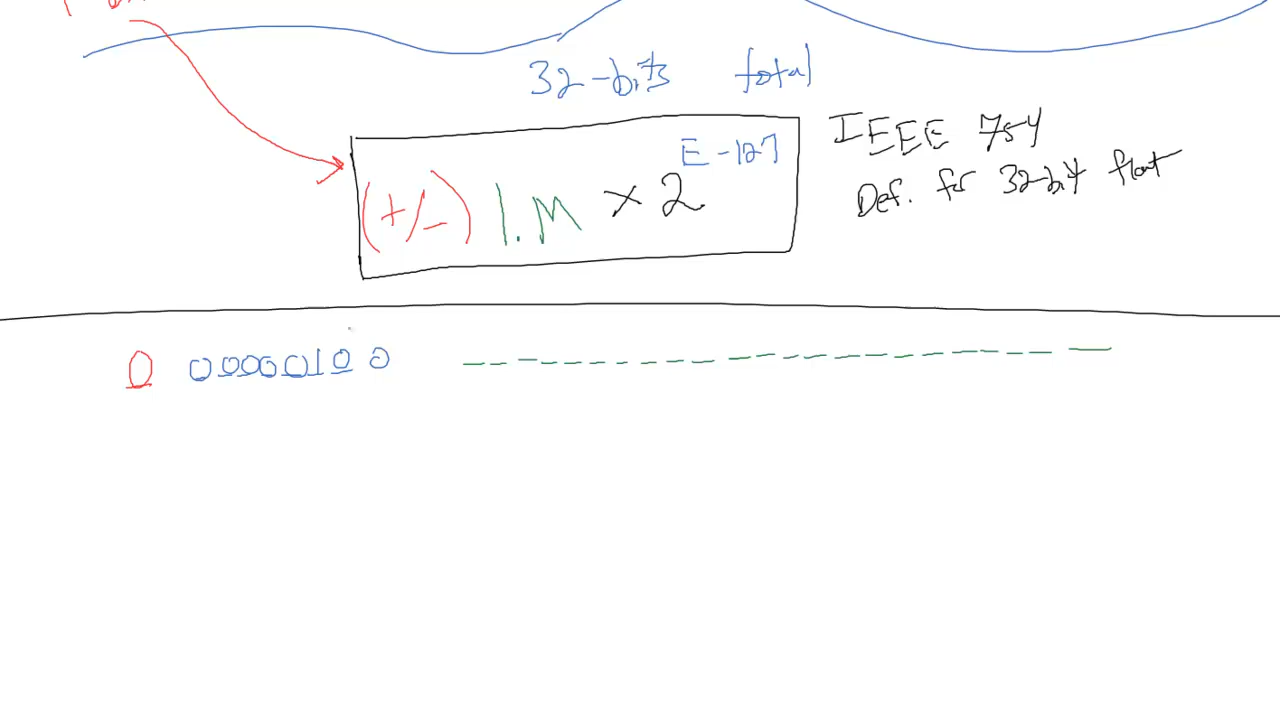 32-bits total
IEEE 754
Def. for 32-bit float
(+/-) 1.M × 2^E-127
0 00000100